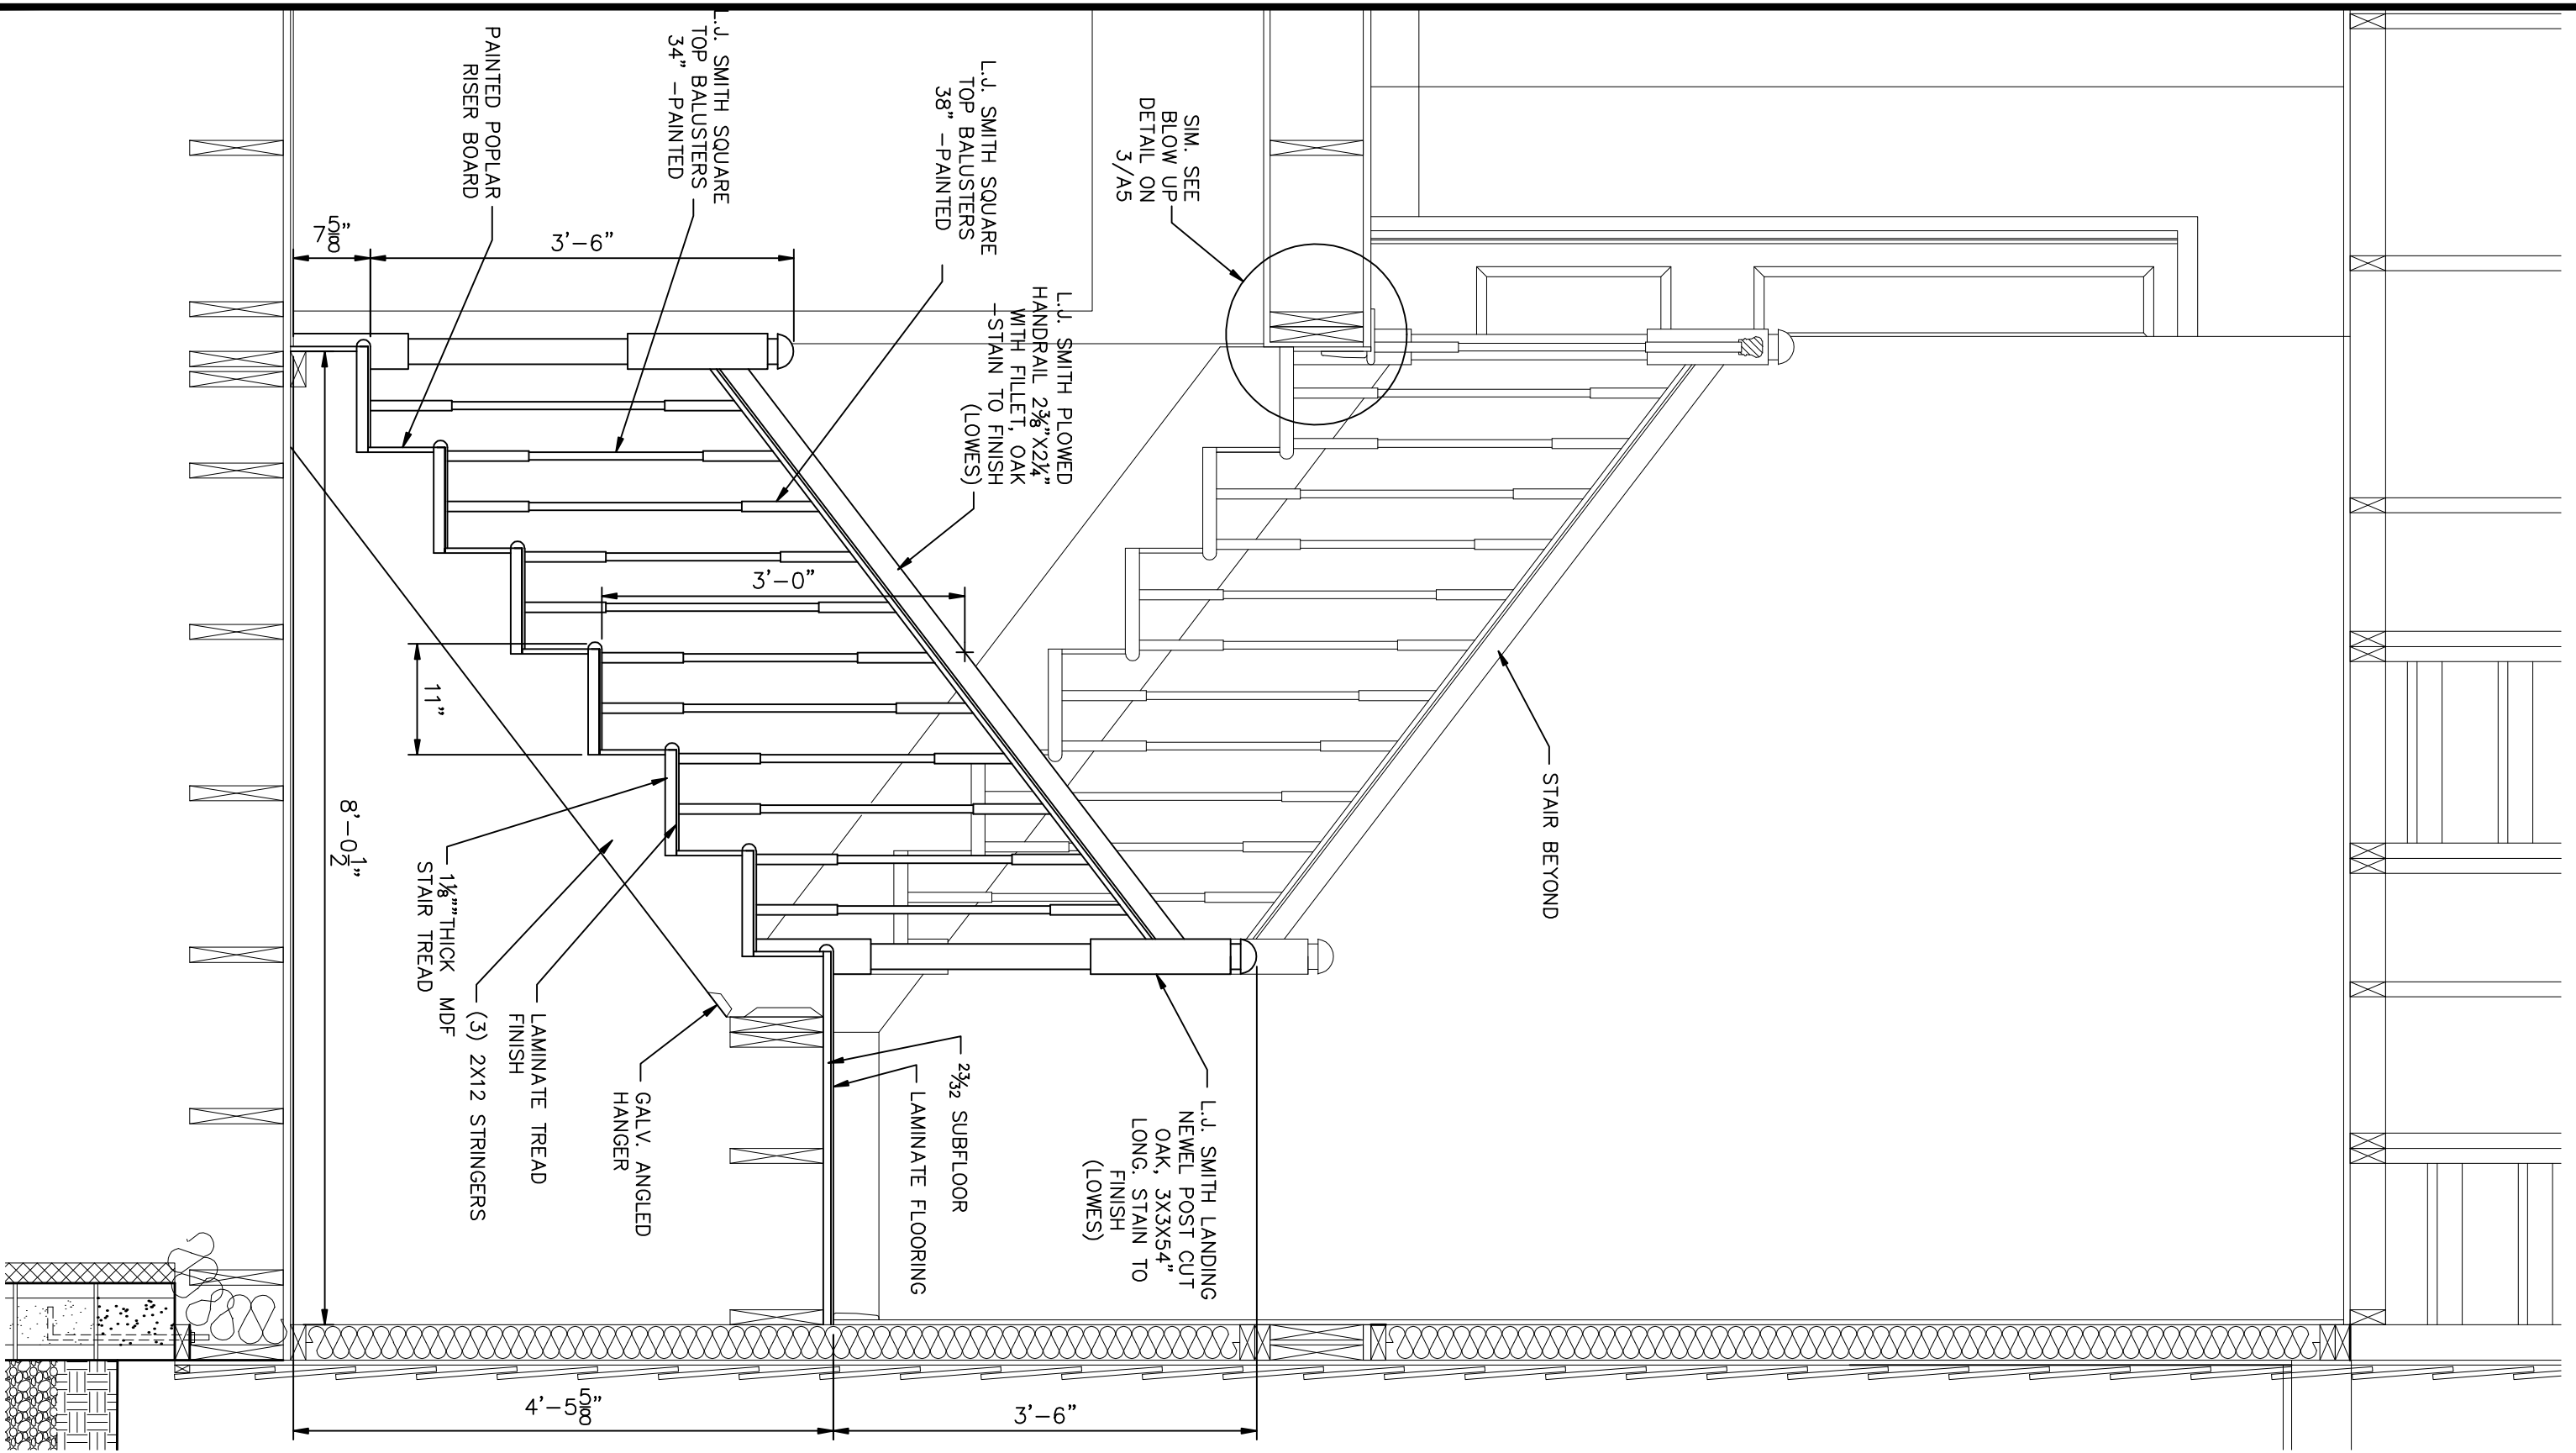 PAINTED POPLAR
RISER BOARD
L.J. SMITH SQUARE
TOP BALUSTERS
34" -PAINTED
L.J. SMITH SQUARE
TOP BALUSTERS
38" -PAINTED
L.J. SMITH PLOWED
HANDRAIL 2⅜"X2¼"
WITH FILLET, OAK
-STAIN TO FINISH
(LOWES)
SIM. SEE
BLOW UP
DETAIL ON
3/A5
STAIR BEYOND
7⅝"
3'-6"
3'-0"
11"
8'-0½"
1⅛""THICK MDF
STAIR TREAD
(3) 2X12 STRINGERS
LAMINATE TREAD
FINISH
GALV. ANGLED
HANGER
23/32 SUBFLOOR
LAMINATE FLOORING
L.J. SMITH LANDING
NEWEL POST CUT
OAK, 3X3X54"
LONG. STAIN TO
FINISH
(LOWES)
4'-5⅝"
3'-6"